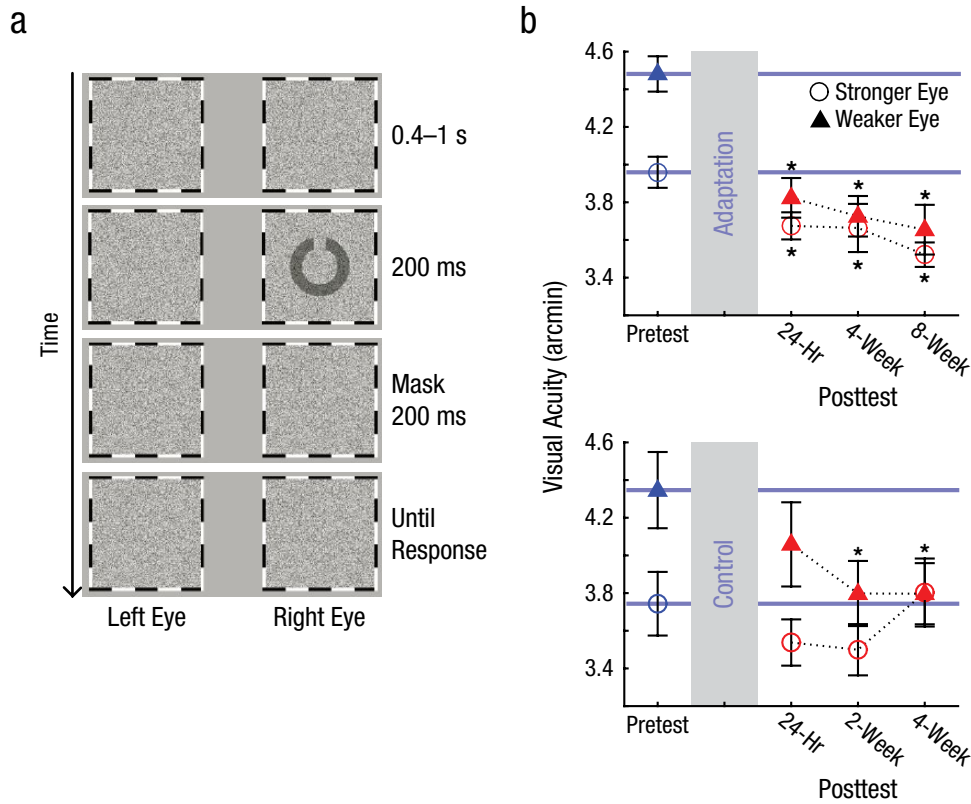 a
0.4–1 s
200 ms
Mask
200 ms
Until
Response
Time
Left Eye
Right Eye
b
Visual Acuity (arcmin)
4.6
4.2
3.8
3.4
Adaptation
Stronger Eye
Weaker Eye
*
*
*
*
*
*
Pretest
24-Hr
4-Week
8-Week
Posttest
4.6
4.2
3.8
3.4
Control
*
*
Pretest
24-Hr
2-Week
4-Week
Posttest